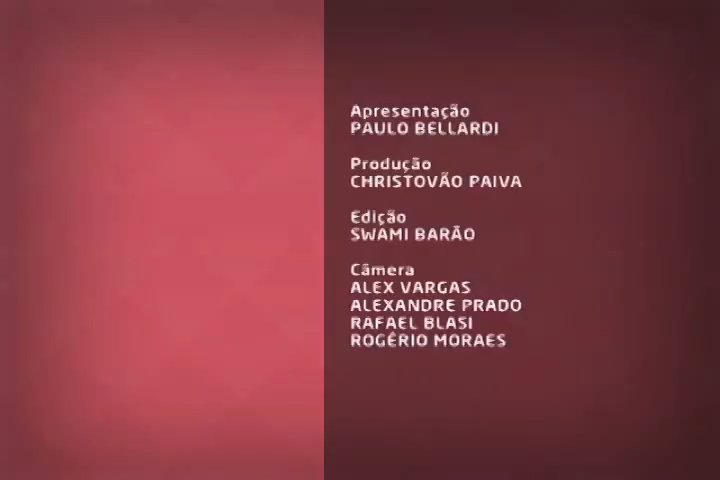 Apresentação
PAULO BELLARDI
Produção
CHRISTOVÃO PAIVA
Edição
SWAMI BARÃO
Câmera
ALEX VARGAS
ALEXANDRE PRADO
RAFAEL BLASI
ROGÉRIO MORAES